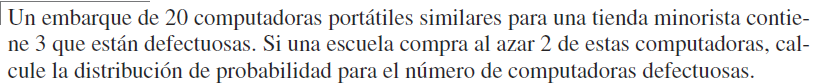 Un embarque de 20 computadoras portátiles similares para una tienda minorista contie-
ne 3 que están defectuosas. Si una escuela compra al azar 2 de estas computadoras, cal-
cule la distribución de probabilidad para el número de computadoras defectuosas.